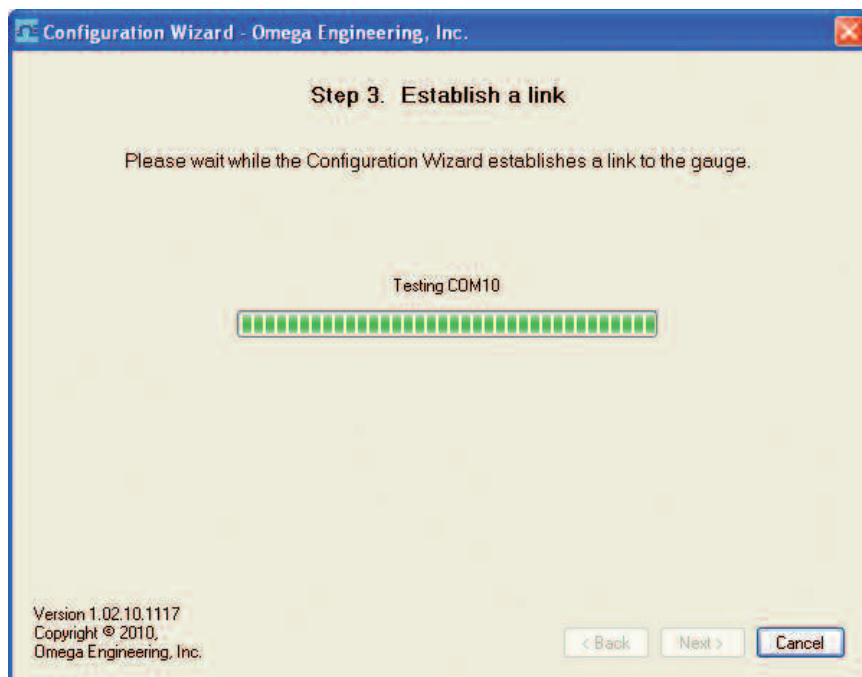 Configuration Wizard - Omega Engineering, Inc.
Step 3. Establish a link
Please wait while the Configuration Wizard establishes a link to the gauge.
Testing COM10
Version 1.02.10.1117
Copyright © 2010,
Omega Engineering, Inc.
< Back Next > Cancel